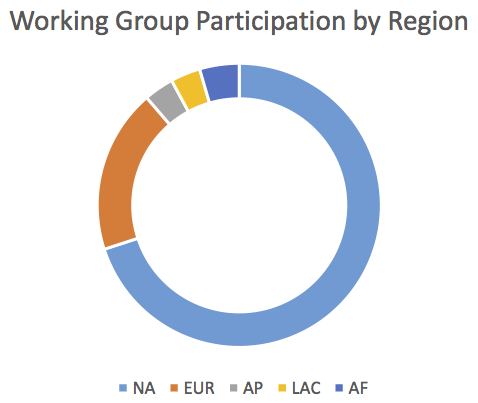 Working Group Participation by Region
NA EUR AP LAC AF